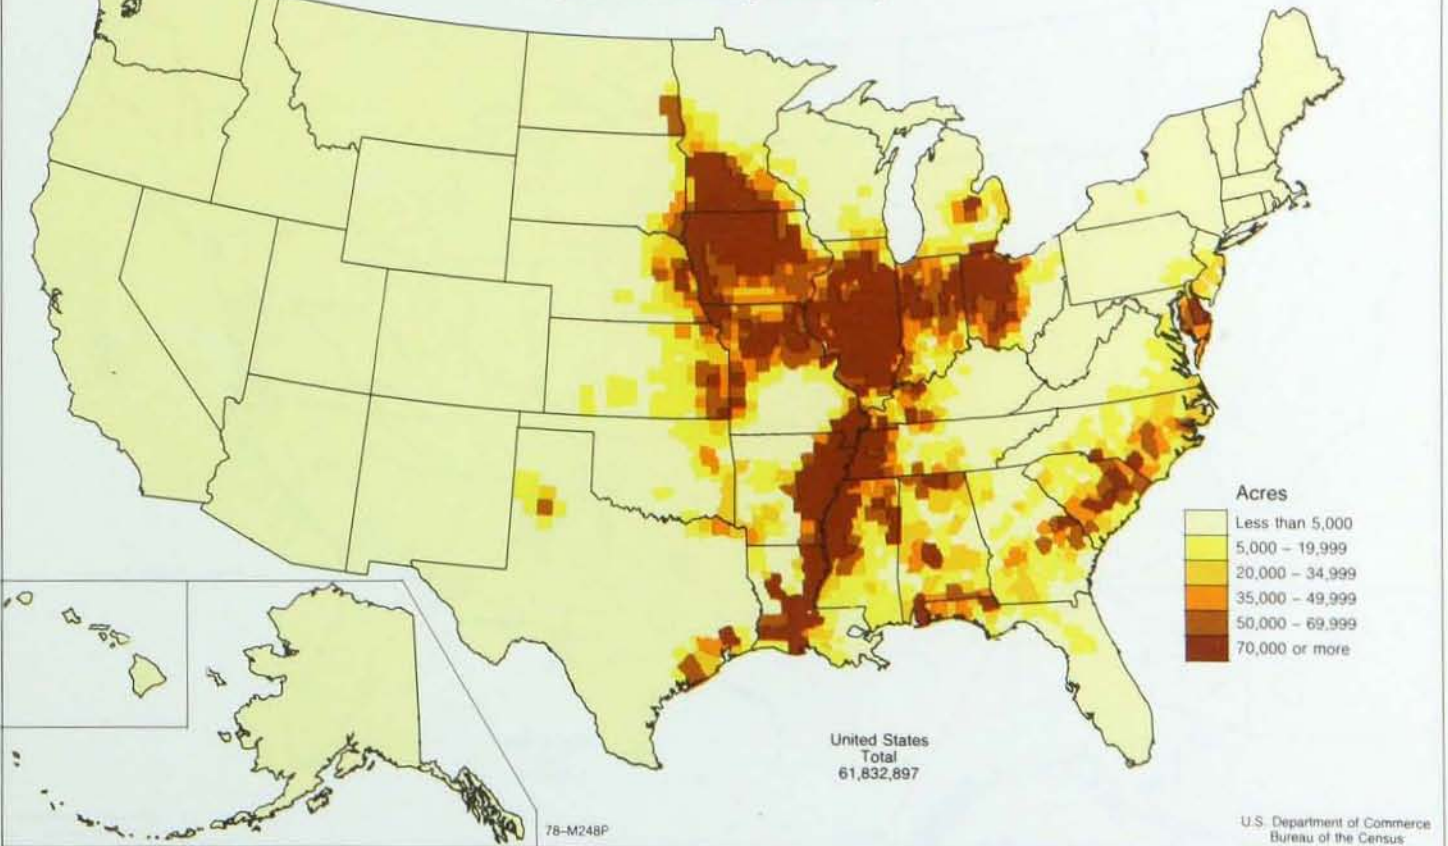 Acres
Less than 5,000
5,000 – 19,999
20,000 – 34,999
35,000 – 49,999
50,000 – 69,999
70,000 or more
United States
Total
61,832,897
78–M248P
U.S. Department of Commerce
Bureau of the Census